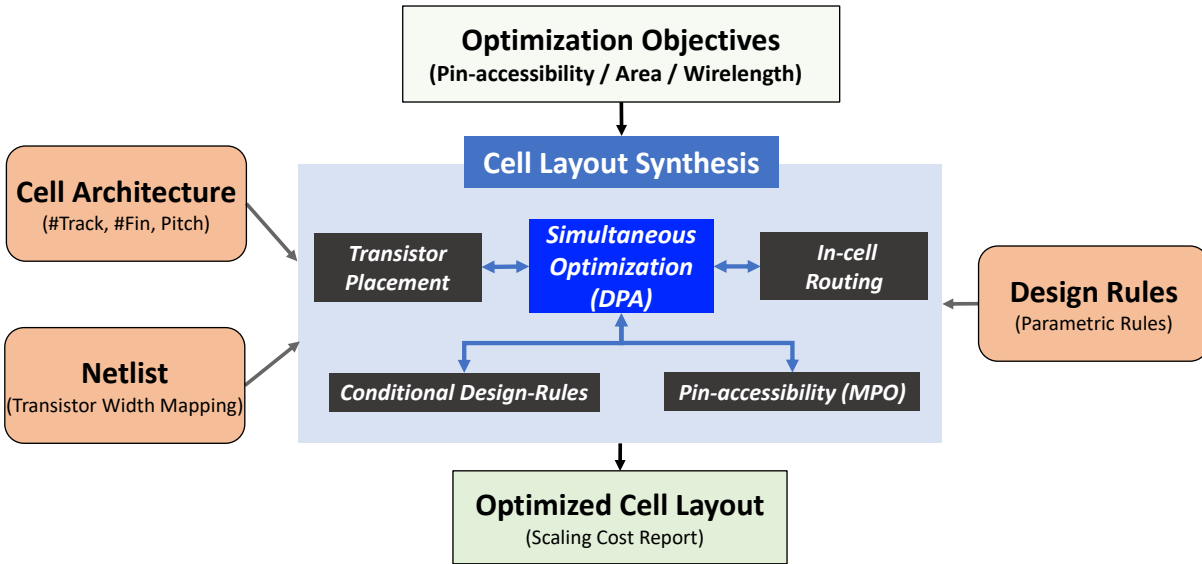 Optimization Objectives
(Pin-accessibility / Area / Wirelength)
Cell Layout Synthesis
Cell Architecture
(#Track, #Fin, Pitch)
Netlist
(Transistor Width Mapping)
Transistor
Placement
Simultaneous
Optimization
(DPA)
In-cell
Routing
Conditional Design-Rules
Pin-accessibility (MPO)
Design Rules
(Parametric Rules)
Optimized Cell Layout
(Scaling Cost Report)